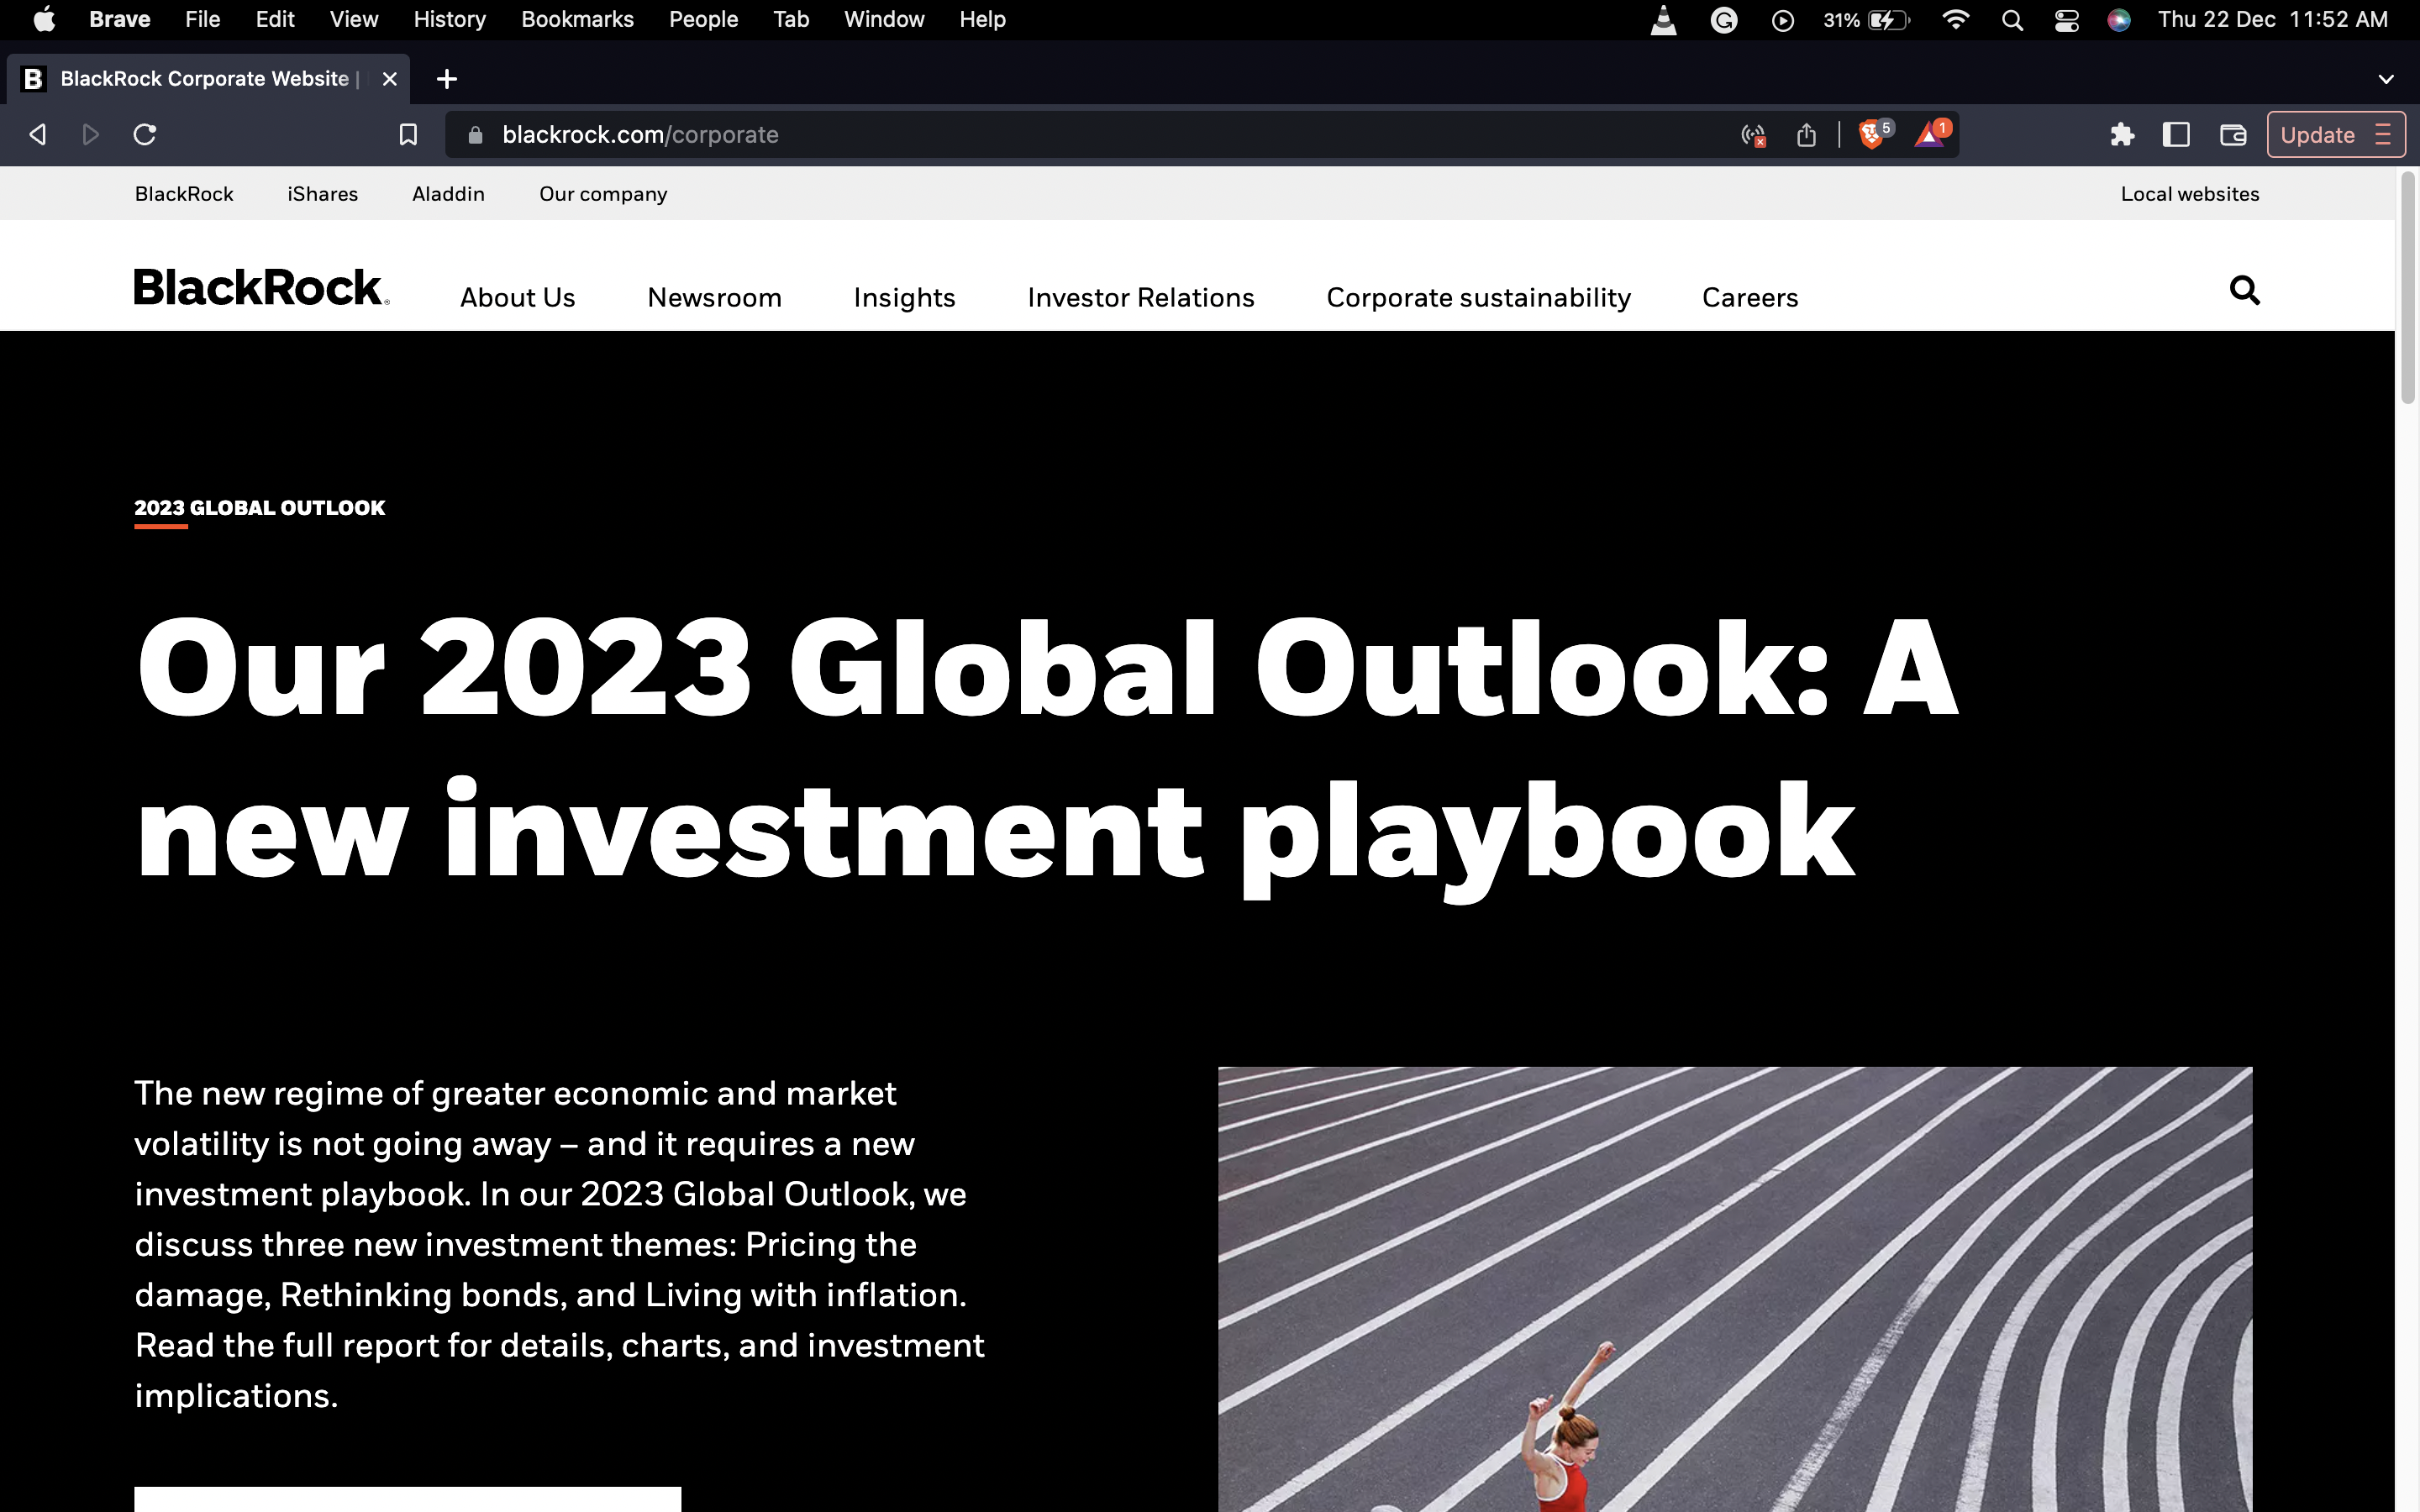 Brave File Edit View History Bookmarks People Tab Window Help 31% Thu 22 Dec 11:52 AM
B BlackRock Corporate Website |
blackrock.com/corporate 5 1 Update
BlackRock iShares Aladdin Our company Local websites
BlackRock® About Us Newsroom Insights Investor Relations Corporate sustainability Careers
2023 GLOBAL OUTLOOK
Our 2023 Global Outlook: A
new investment playbook
The new regime of greater economic and market
volatility is not going away – and it requires a new
investment playbook. In our 2023 Global Outlook, we
discuss three new investment themes: Pricing the
damage, Rethinking bonds, and Living with inflation.
Read the full report for details, charts, and investment
implications.